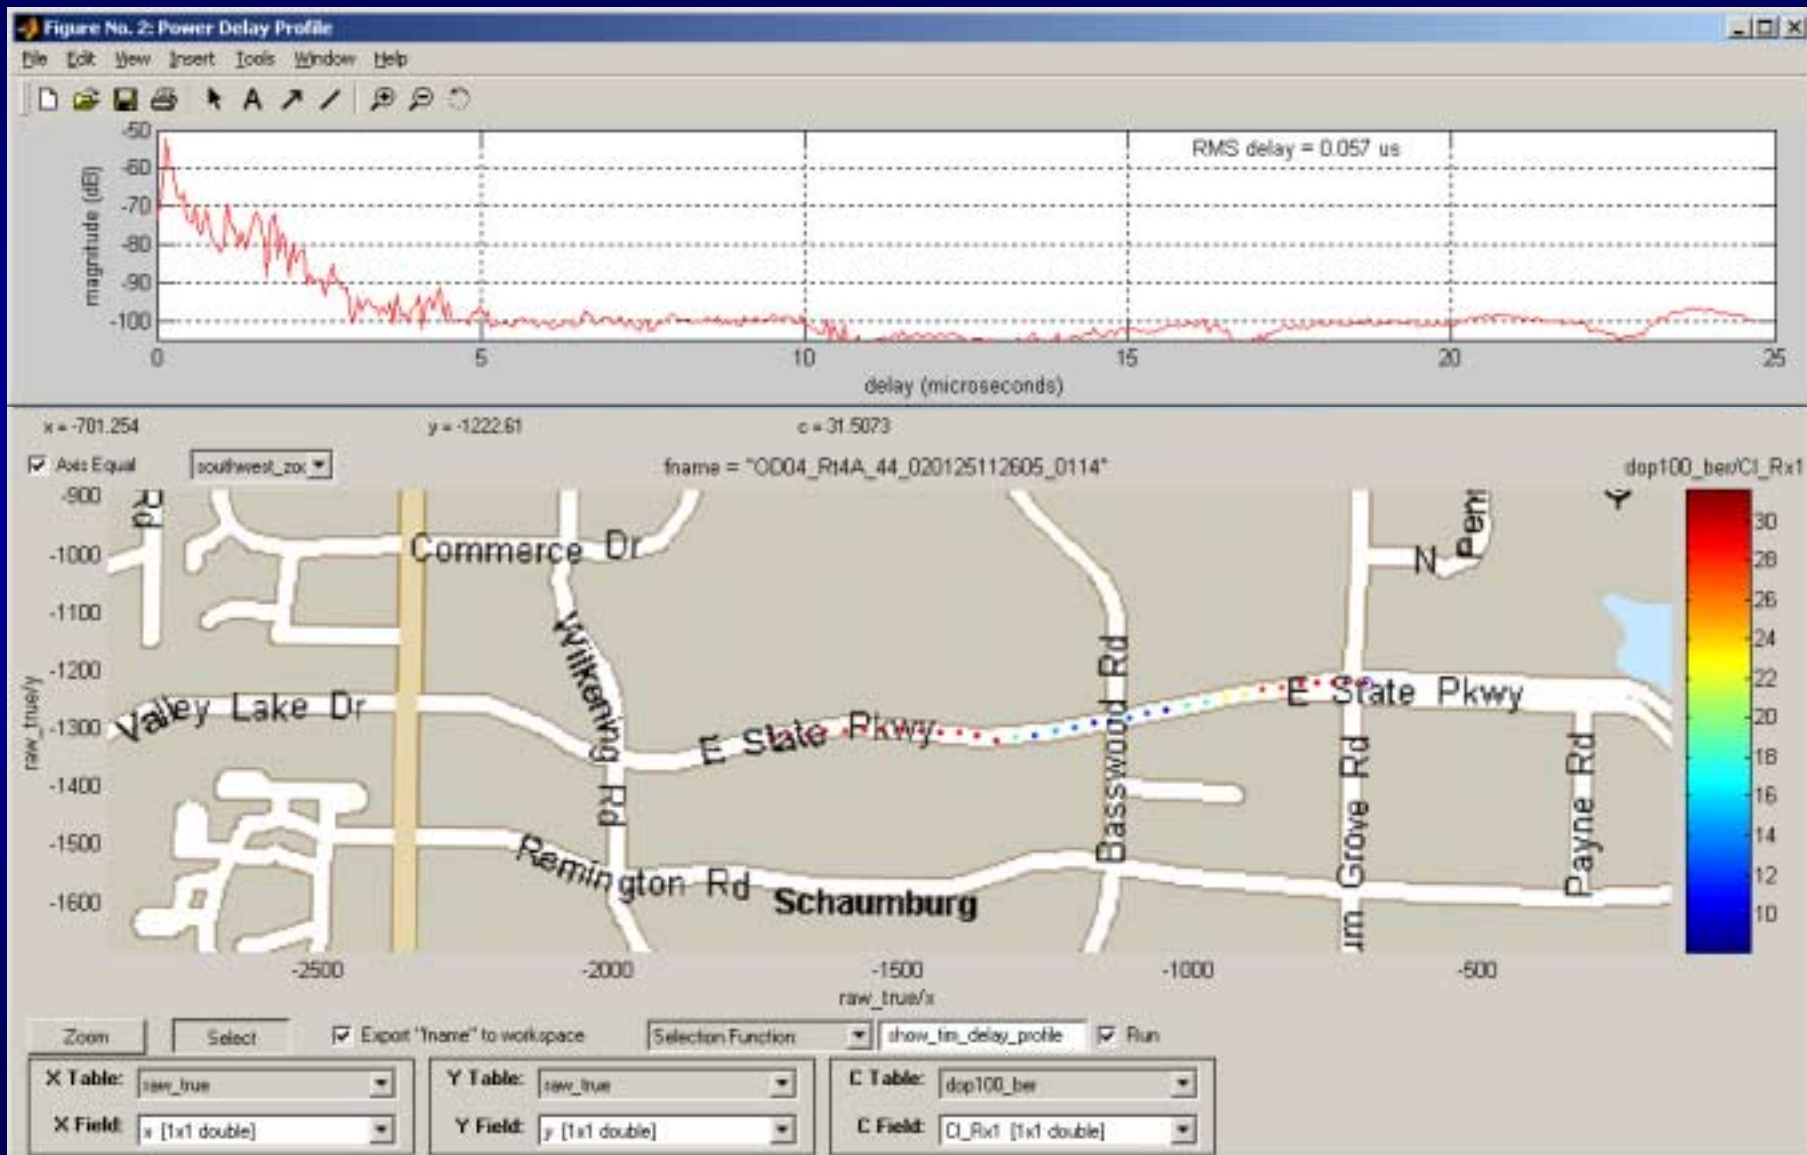 Figure No. 2: Power Delay Profile
File Edit View Insert Tools Window Help
RMS delay = 0.057 us
magnitude (dB)
-50
-60
-70
-80
-90
-100
0 5 10 15 20 25
delay (microseconds)
x = -701.254 y = -1222.61 c = 31.5073
Axis Equal
fname = "OD04_Rt4A_44_020125112605_0114"
dop100_ber/CI_Rx1
raw_true/y
-900
-1000
-1100
-1200
-1300
-1400
-1500
-1600
Rd
Commerce Dr
N Penn
Y
Wilkening Rd
Valley Lake Dr
E State Pkwy
Basswood Rd
E State Pkwy
Grove Rd
um
Payne Rd
Remington Rd
Schaumburg
30
28
26
24
22
20
18
16
14
12
10
-2500 -2000 -1500 -1000 -500
raw_true/x
Zoom Select Export "fname" to workspace Selection Function show_tim_delay_profile Run
X Table: raw_true Y Table: raw_true C Table: dop100_ber
X Field: x [1x1 double] Y Field: y [1x1 double] C Field: CI_Rx1 [1x1 double]